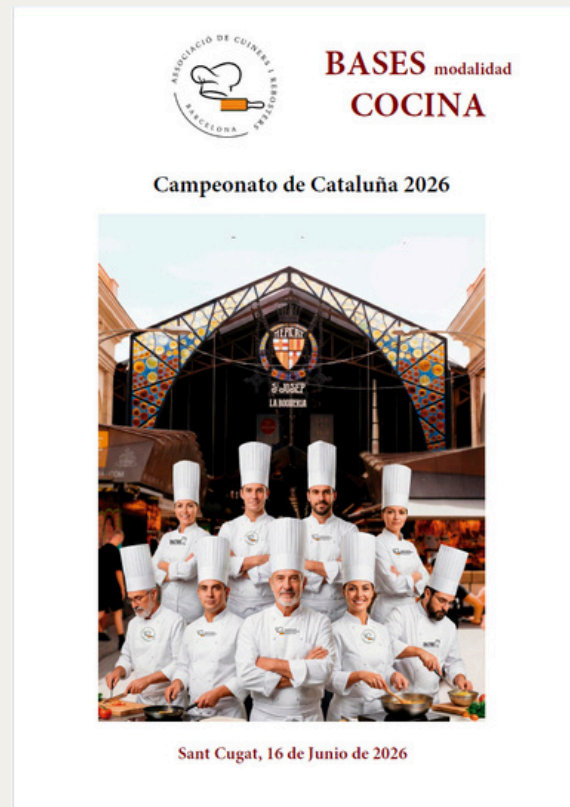 ASSOCIACIÓ DE CUINERS I REBOSTERS
BARCELONA
BASES modalidad
COCINA
Campeonato de Cataluña 2026
MERCAT
St JOSEP
LA BOQUERIA
Sant Cugat, 16 de Junio de 2026